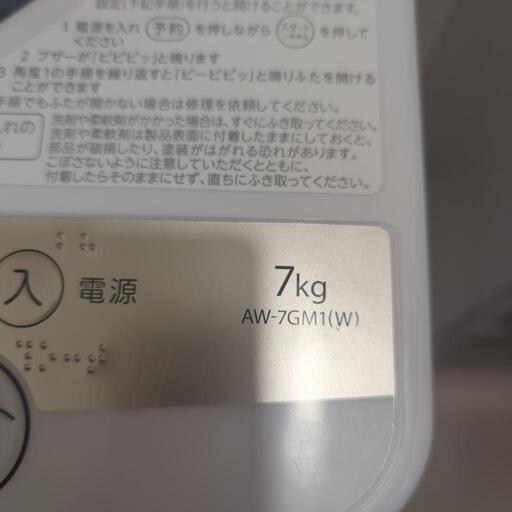 設定(下記手順)を行うと開けることができます。
1 電源を入れ 予約 を押しながら スタート を押して
ください
2 ブザーが「ピピピッ」と鳴ります
3 再度1の手順を繰り返すと「ピーピピッ」と鳴りふたを開ける
ことができます
手順でもふたが開かない場合は修理を依頼してください。
入れの
洗剤や柔軟剤がかかった場合は、すぐにふき取ってください。
洗剤や柔軟剤は製品表面に付着したままにしておくと、
部品が破損したり、塗装がはがれる恐れがあります。
こぼさないように注意していただくとともに、
付着したらそのままにせず、直ちにふき取ってください。
入 電源
7kg
AW-7GM1(W)